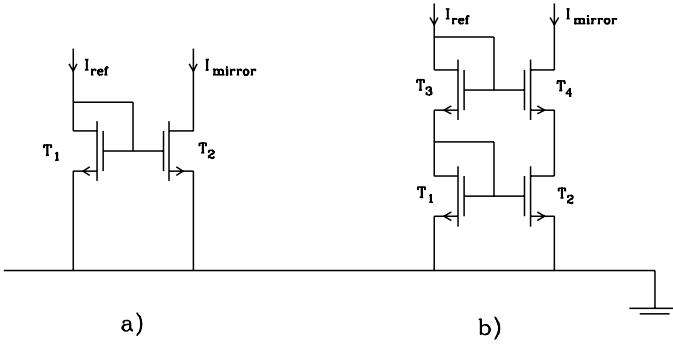 I_ref I_mirror
T_1 T_2
a)
I_ref I_mirror
T_3 T_4
T_1 T_2
b)